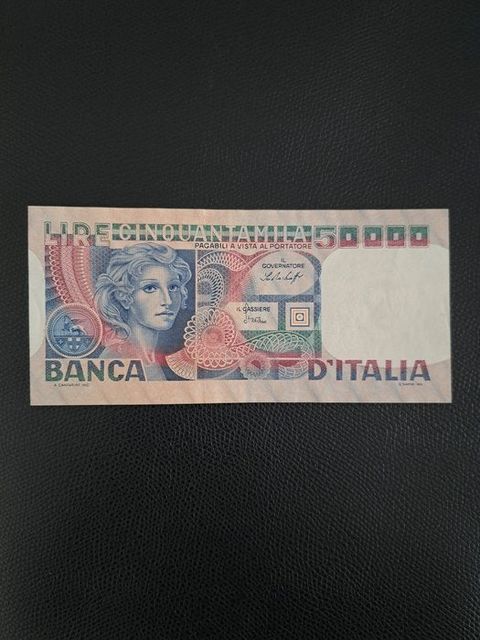 LIRE CINQUANTAMILA 50000
PAGABILI A VISTA AL PORTATORE
IL
GOVERNATORE
IL CASSIERE
BANCA D'ITALIA